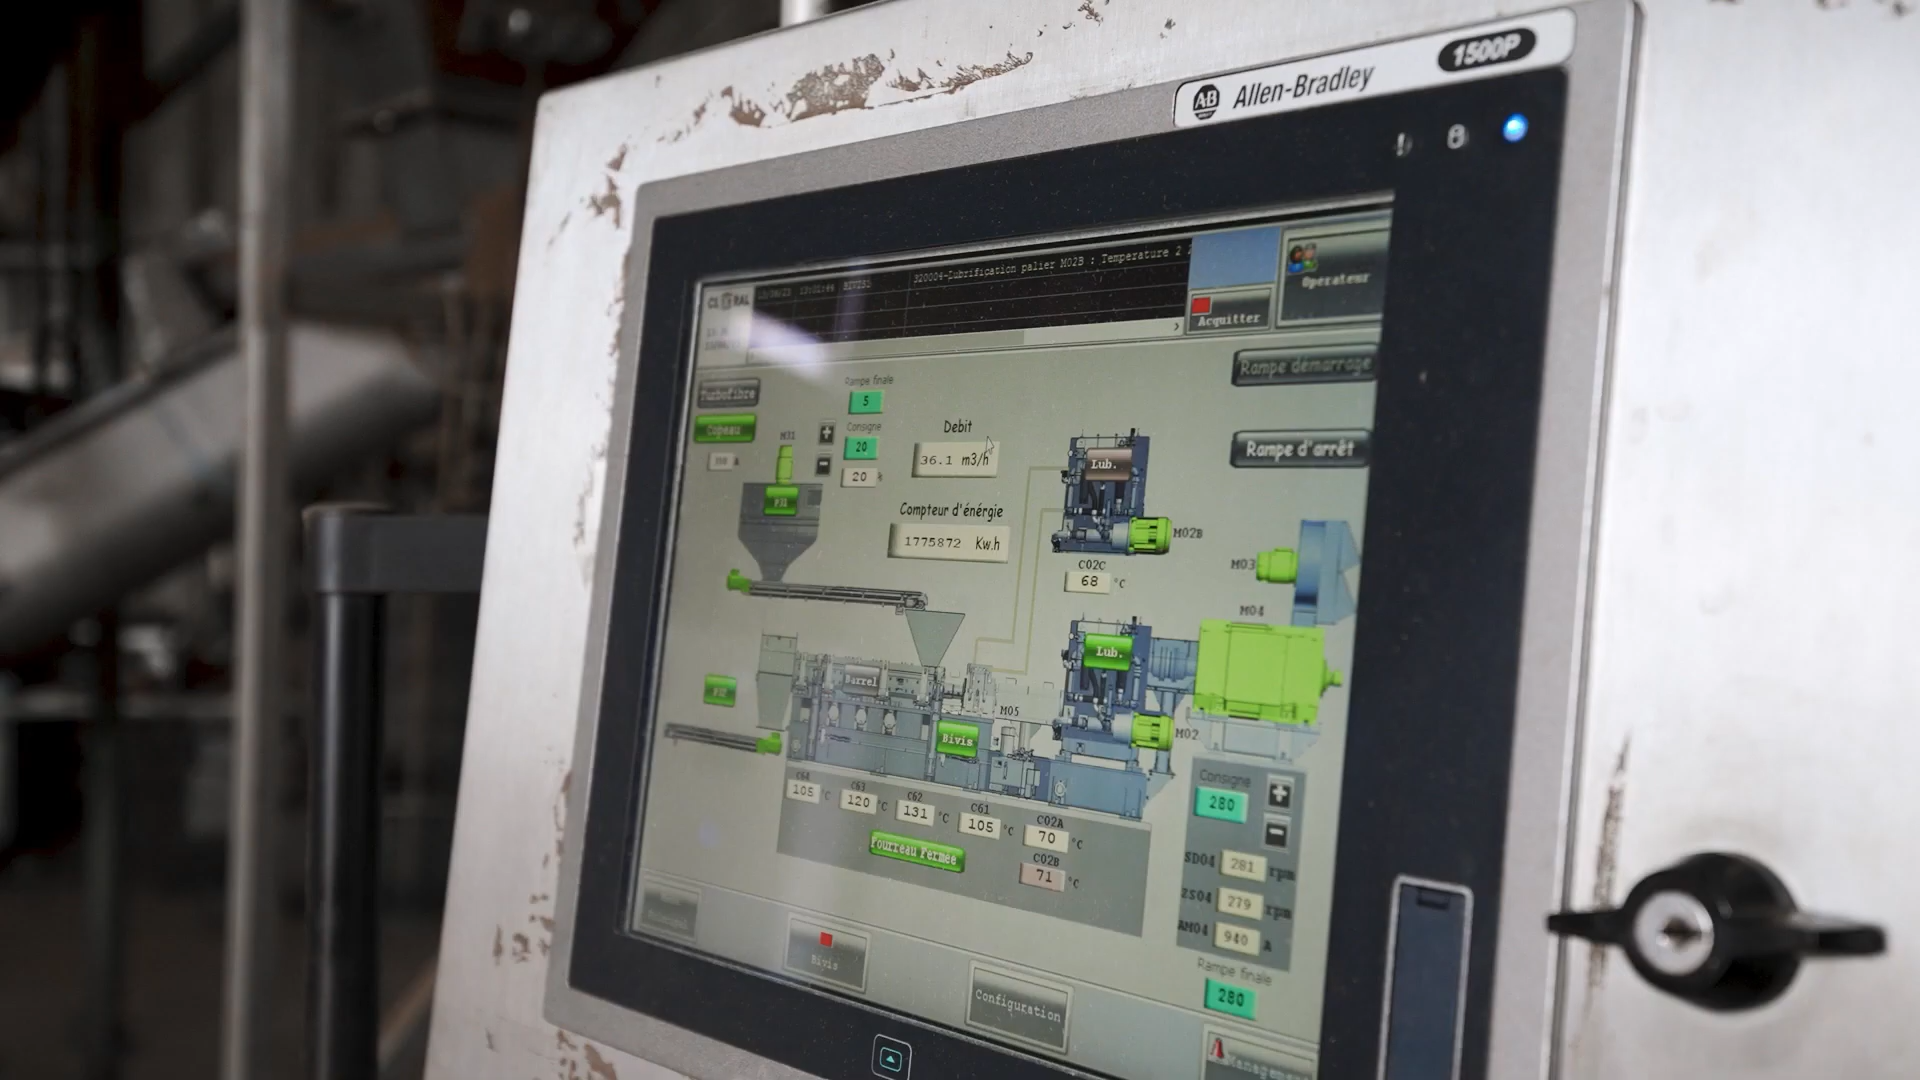 1500P
AB Allen-Bradley
320004-Lubrification palier M02B : Temperature 2
Operateur
Acquitter
Rampe démarrage
Rampe d'arrêt
Turbofibre
Copeau
Rampe finale
5
Consigne
20
20
M31
Debit
36.1 m3/h
Compteur d'énérgie
1775872 Kw.h
Lub.
M02B
C02C
68 °C
M03
M04
Lub.
M02
Barrel
Bivis
M05
C64
105 °C
C63
120 °C
C62
131 °C
C61
105 °C
C02A
70 °C
C02B
71 °C
Fourreau Fermée
Consigne
280
SD04 281 rpm
ZS04 279 rpm
AM04 940 A
Rampe finale
280
Bivis
Configuration
Management